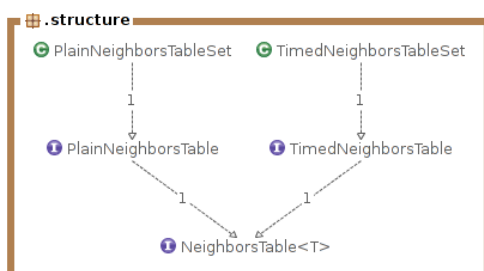 .structure
C PlainNeighborsTableSet C TimedNeighborsTableSet
1 1
I PlainNeighborsTable I TimedNeighborsTable
1 1
I NeighborsTable<T>